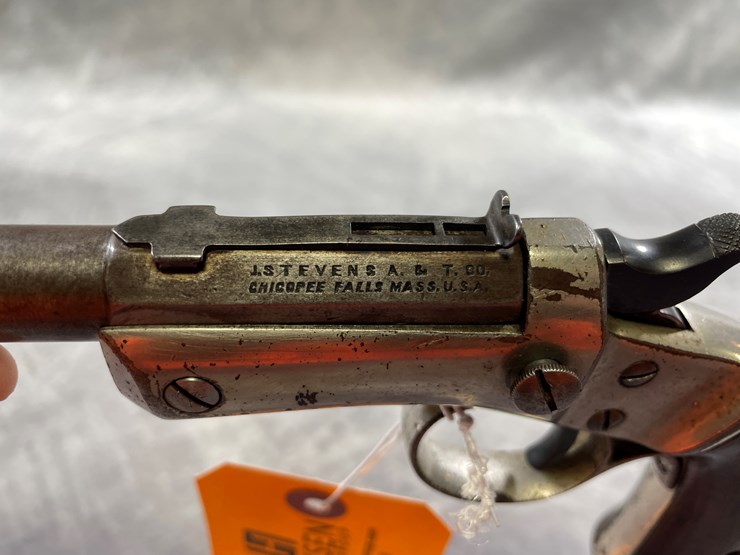 J. STEVENS A. & T. CO.
CHICOPEE FALLS MASS. U.S.A.